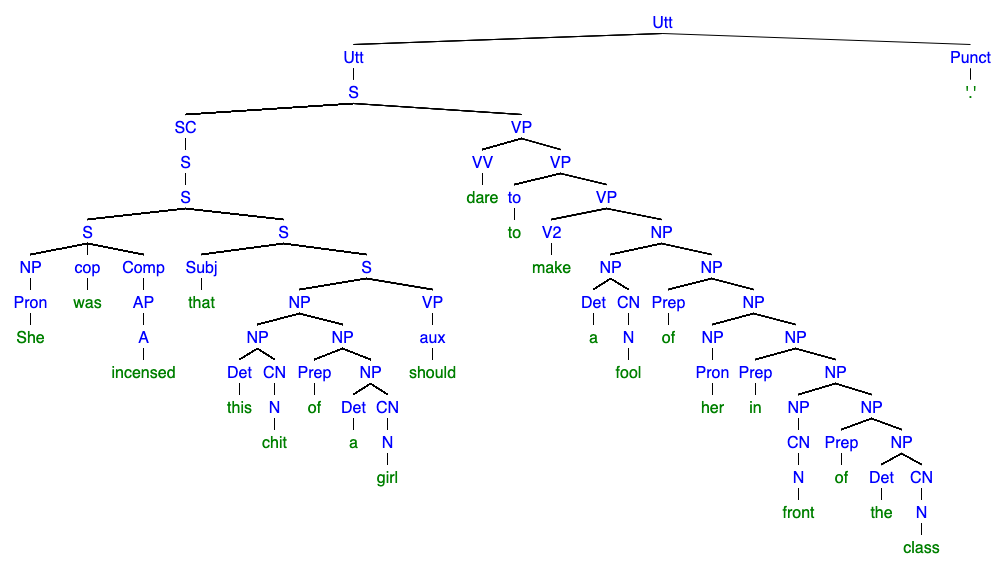 Utt
Utt Punct
S '.'
SC VP
S VV VP
S dare to VP
S S to V2 NP
NP cop Comp Subj S make NP NP
Pron was AP that NP VP Det CN Prep NP
She A NP NP aux a N of NP NP
incensed Det CN Prep NP should fool Pron Prep NP
this N of Det CN her in NP NP
chit a N CN Prep NP
girl N of Det CN
front the N
class